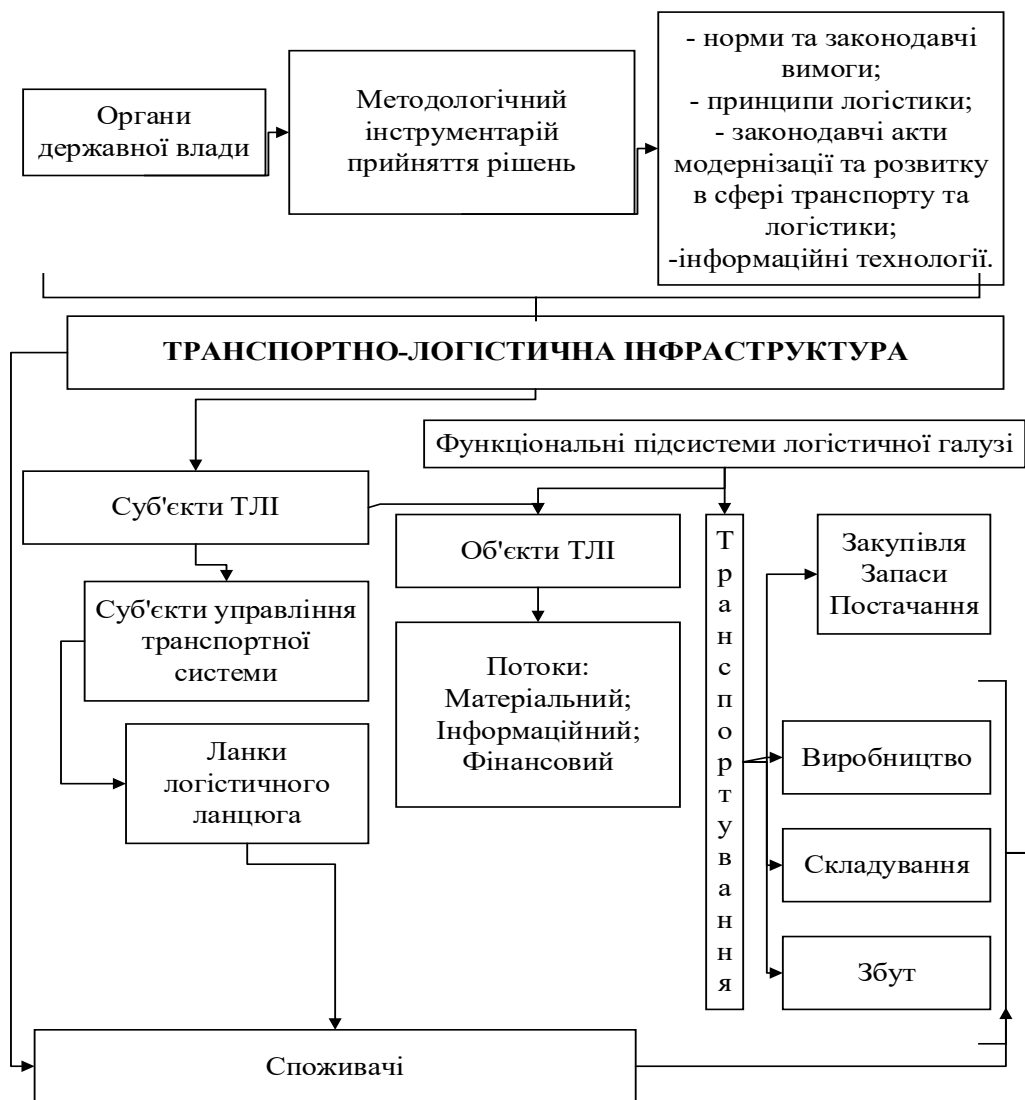 Органи
державної влади
Методологічний
інструментарій
прийняття рішень
- норми та законодавчі
вимоги;
- принципи логістики;
- законодавчі акти
модернізації та розвитку
в сфері транспорту та
логістики;
-інформаційні технології.
ТРАНСПОРТНО-ЛОГІСТИЧНА ІНФРАСТРУКТУРА
Функціональні підсистеми логістичної галузі
Суб'єкти ТЛІ
Об'єкти ТЛІ
Т
р
а
н
с
п
о
р
т
у
в
а
н
н
я
Закупівля
Запаси
Постачання
Суб'єкти управління
транспортної
системи
Потоки:
Матеріальний;
Інформаційний;
Фінансовий
Ланки
логістичного
ланцюга
Виробництво
Складування
Збут
Споживачі